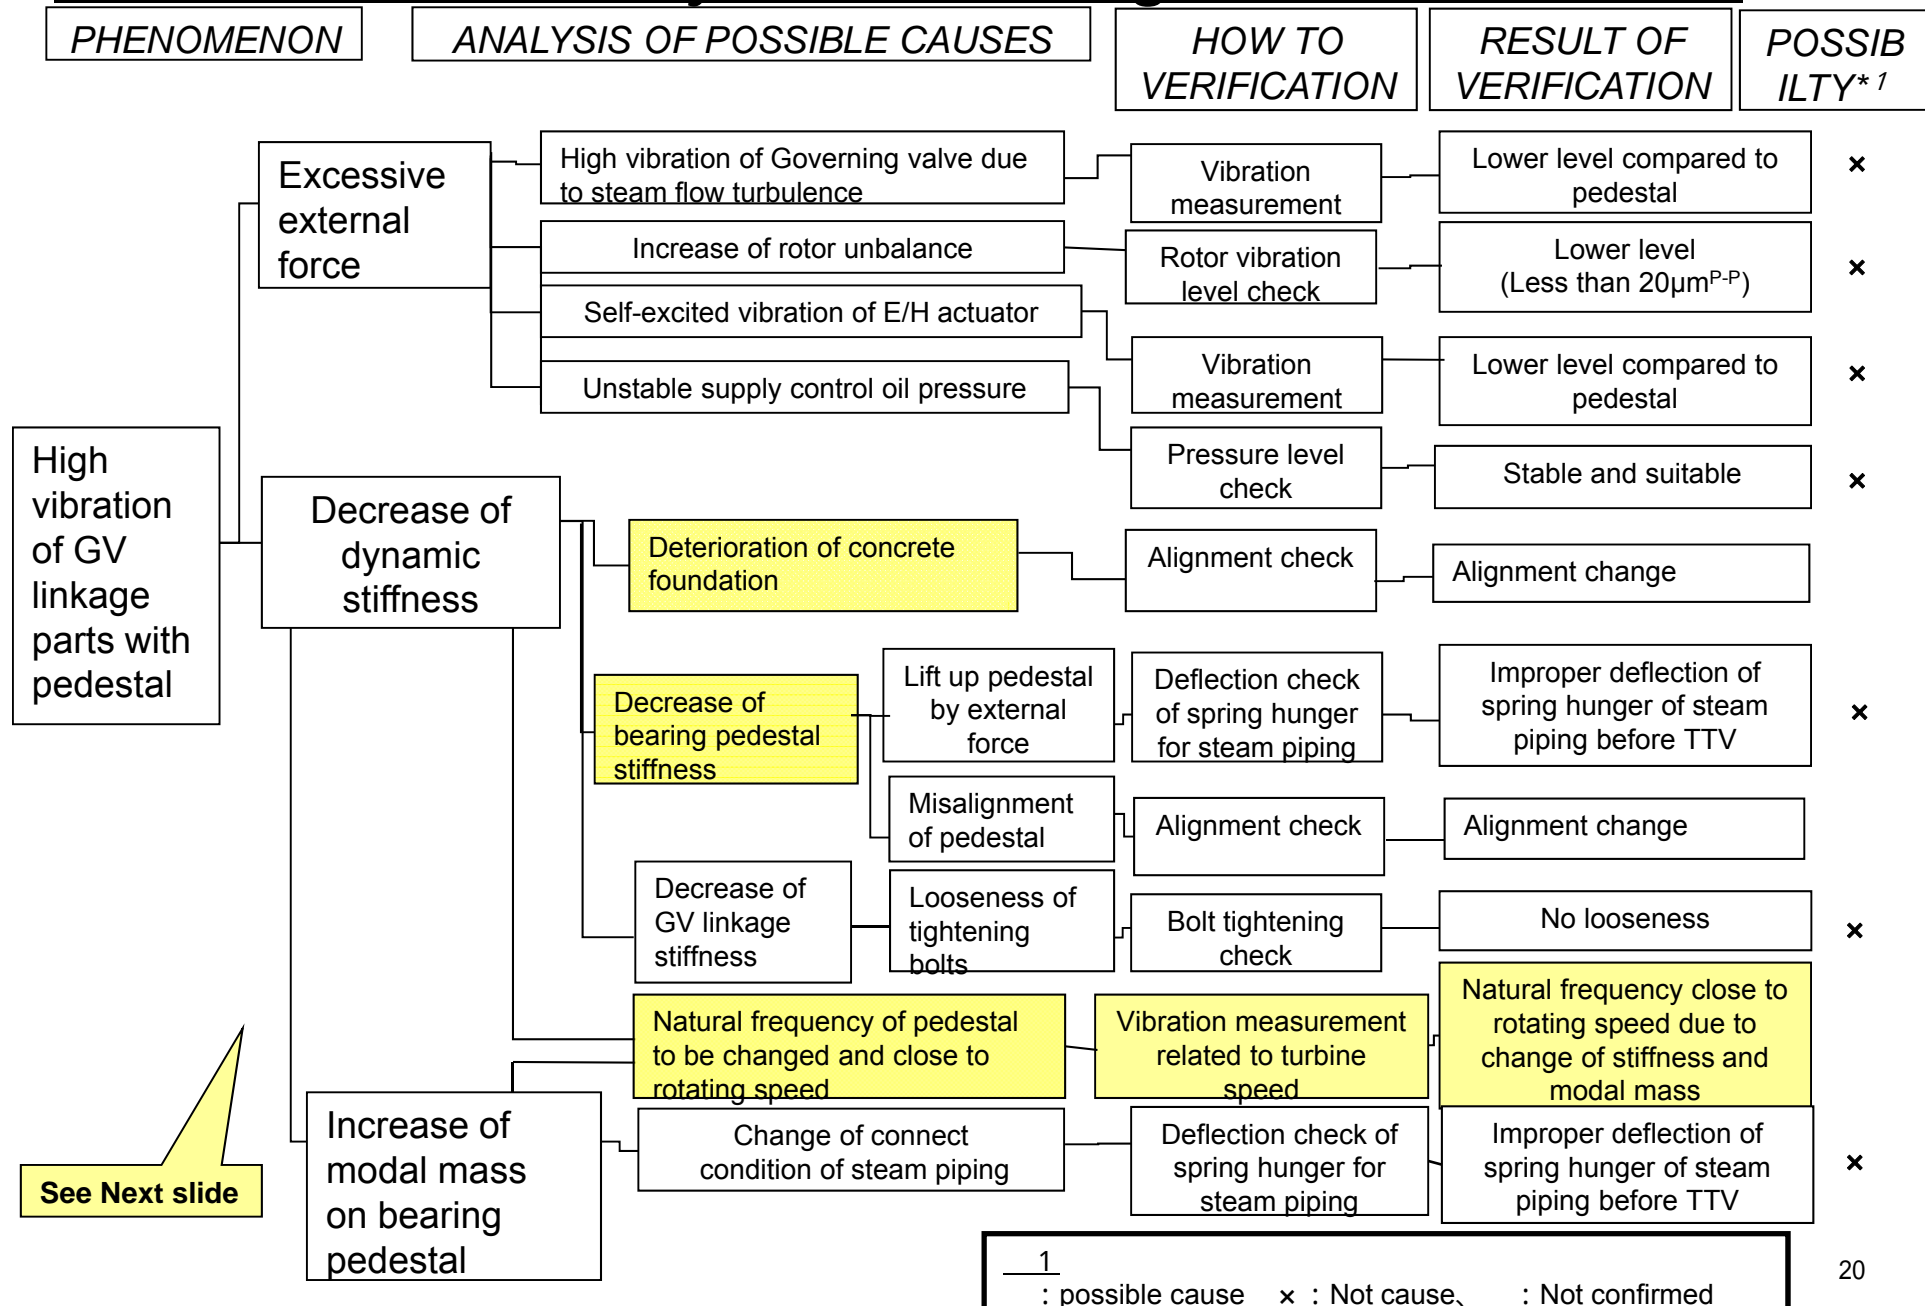 PHENOMENON
ANALYSIS OF POSSIBLE CAUSES
HOW TO
VERIFICATION
RESULT OF
VERIFICATION
POSSIB
ILTY*1
Excessive
external
force
High vibration of Governing valve due
to steam flow turbulence
Vibration
measurement
Lower level compared to
pedestal
×
Increase of rotor unbalance
Rotor vibration
level check
Lower level
(Less than 20µmP-P)
×
Self-excited vibration of E/H actuator
Vibration
measurement
Lower level compared to
pedestal
×
Unstable supply control oil pressure
Pressure level
check
Stable and suitable
×
High
vibration
of GV
linkage
parts with
pedestal
Decrease of
dynamic
stiffness
Deterioration of concrete
foundation
Alignment check
Alignment change
Decrease of
bearing pedestal
stiffness
Lift up pedestal
by external
force
Deflection check
of spring hunger
for steam piping
Improper deflection of
spring hunger of steam
piping before TTV
×
Misalignment
of pedestal
Alignment check
Alignment change
Decrease of
GV linkage
stiffness
Looseness of
tightening
bolts
Bolt tightening
check
No looseness
×
Natural frequency of pedestal
to be changed and close to
rotating speed
Vibration measurement
related to turbine
speed
Natural frequency close to
rotating speed due to
change of stiffness and
modal mass
Increase of
modal mass
on bearing
pedestal
Change of connect
condition of steam piping
Deflection check of
spring hunger for
steam piping
Improper deflection of
spring hunger of steam
piping before TTV
×
See Next slide
1
: possible cause × : Not cause、 : Not confirmed
20